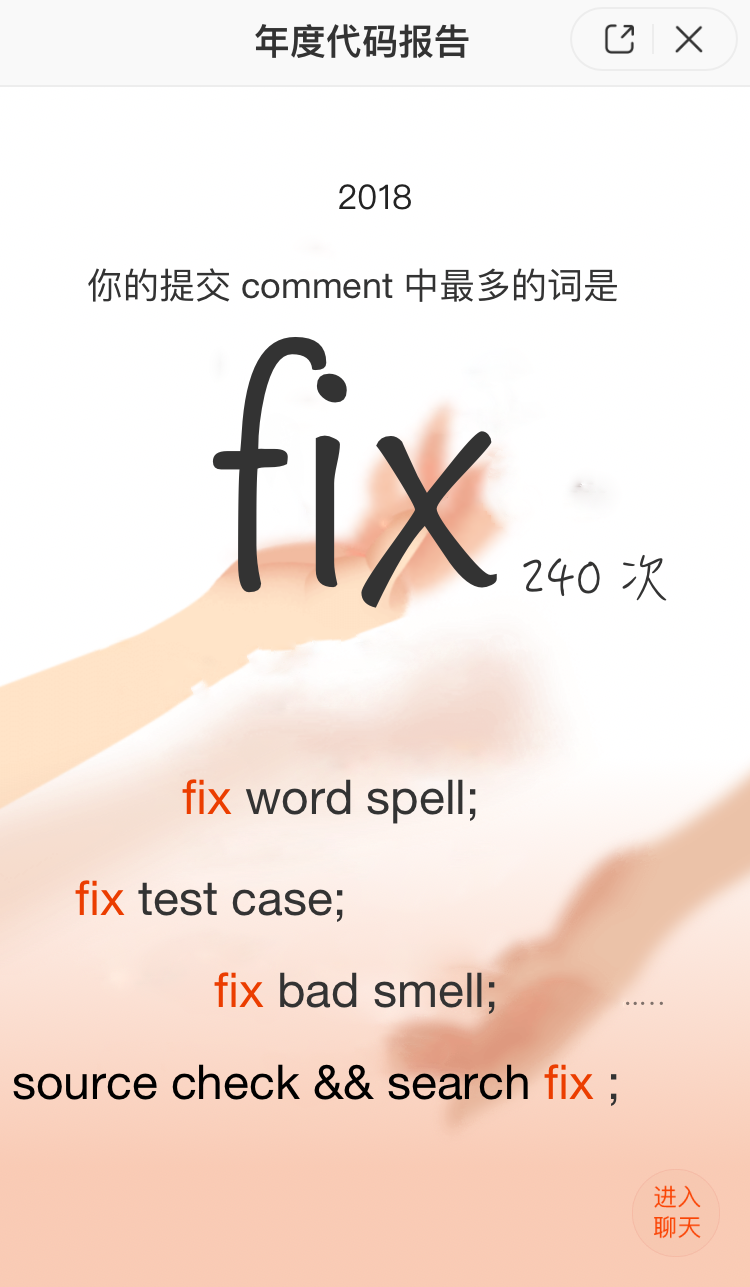 年度代码报告
2018
你的提交 comment 中最多的词是
fix
240 次
fix word spell;
fix test case;
fix bad smell;
.....
source check && search fix ;
进入
聊天